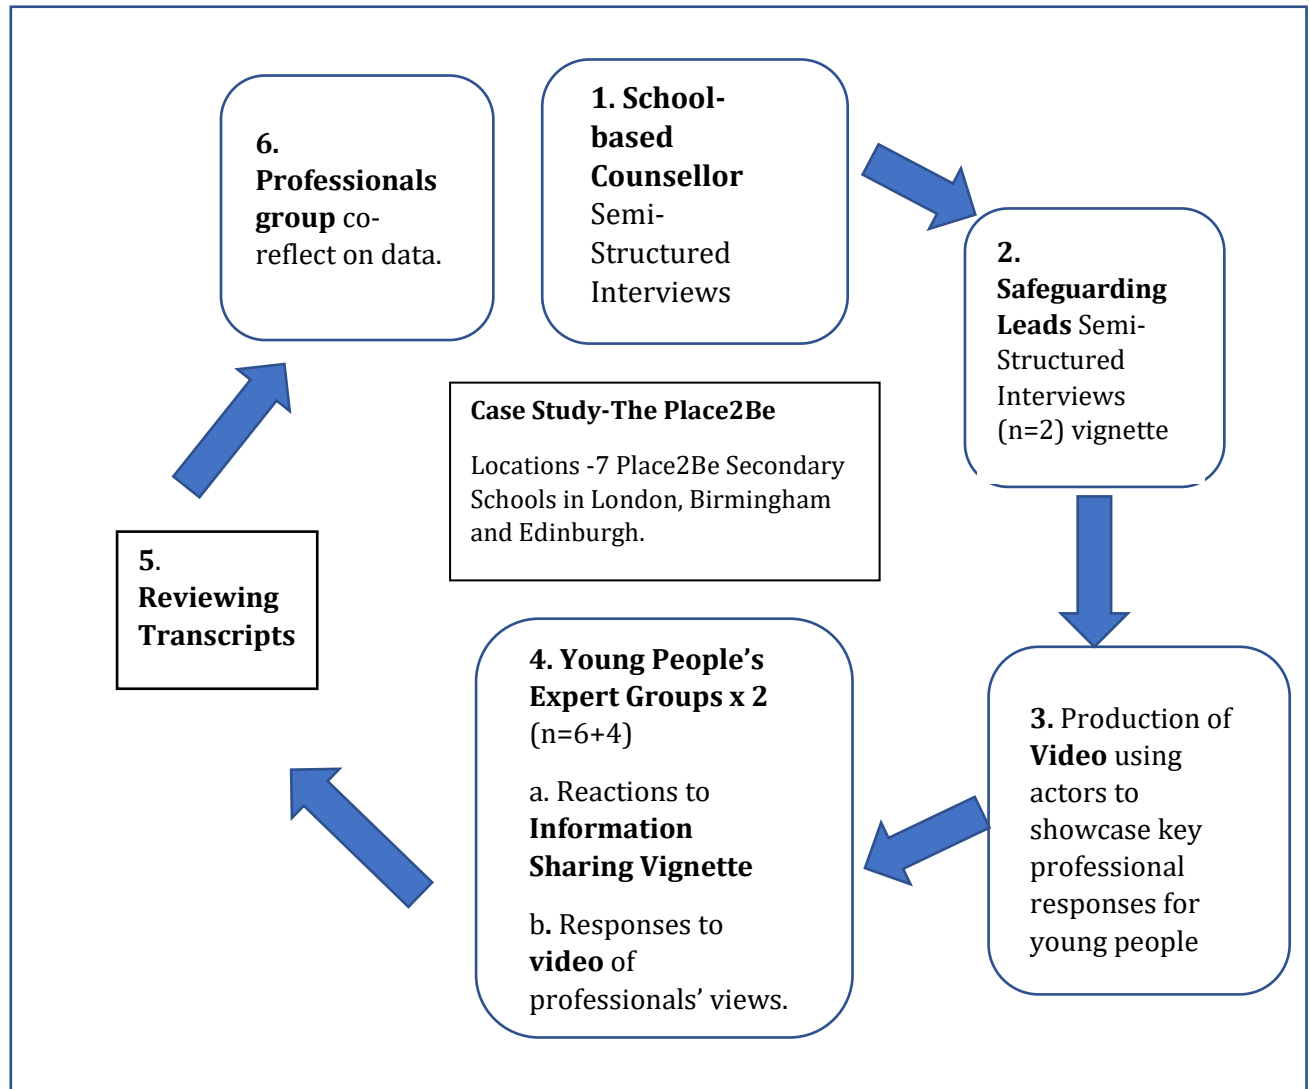 1. School-
based
Counsellor
Semi-
Structured
Interviews
2.
Safeguarding
Leads Semi-
Structured
Interviews
(n=2) vignette
3. Production of
Video using
actors to
showcase key
professional
responses for
young people
4. Young People’s
Expert Groups x 2
(n=6+4)
a. Reactions to
Information
Sharing Vignette
b. Responses to
video of
professionals’ views.
5.
Reviewing
Transcripts
6.
Professionals
group co-
reflect on data.
Case Study-The Place2Be
Locations -7 Place2Be Secondary
Schools in London, Birmingham
and Edinburgh.